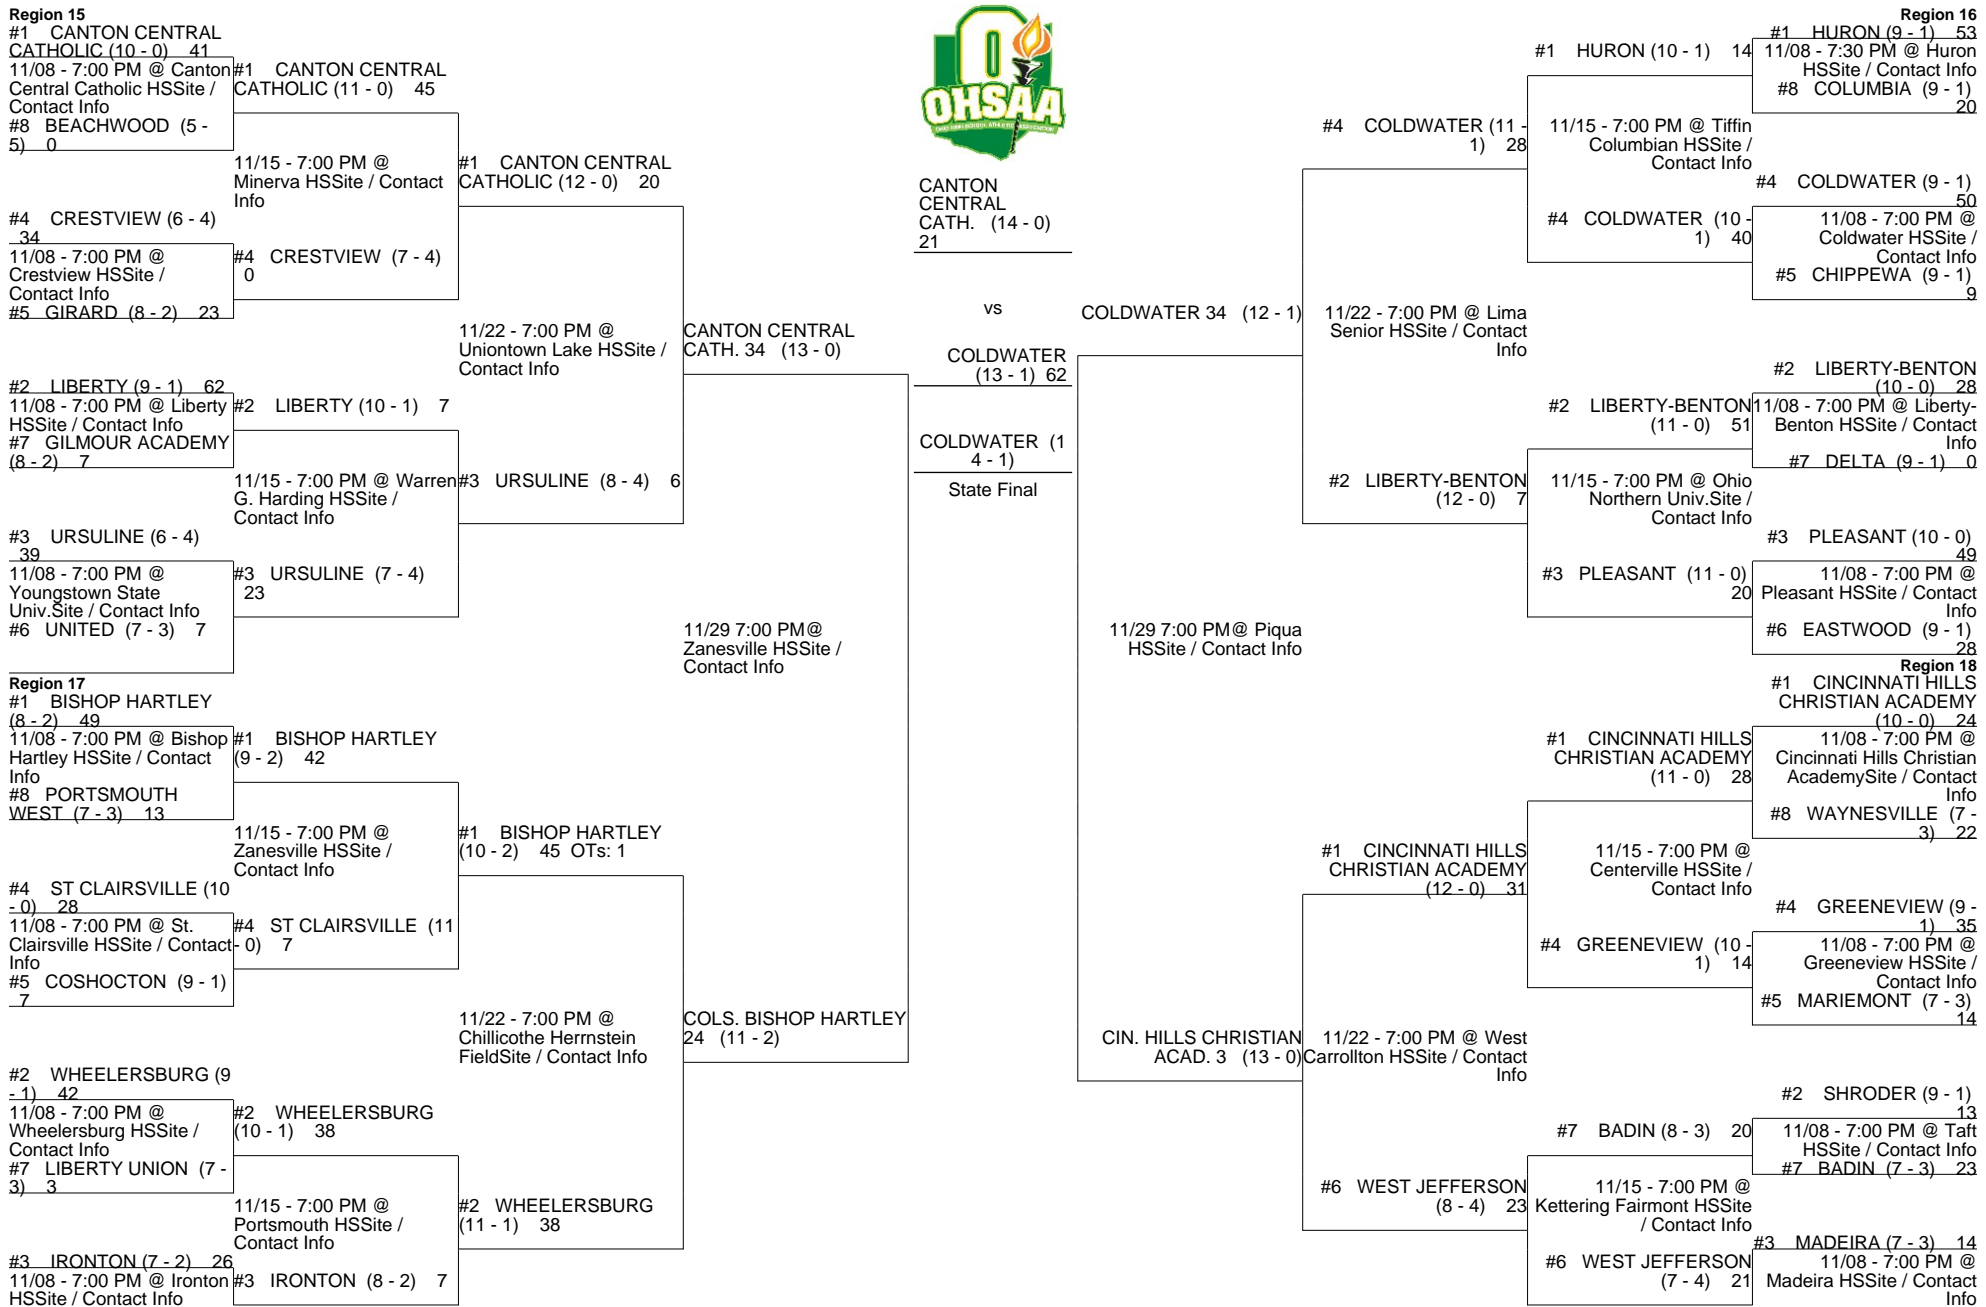 Region 15
#1 CANTON CENTRAL
CATHOLIC (10 - 0) 41
11/08 - 7:00 PM @ Canton
Central Catholic HSSite /
Contact Info
#8 BEACHWOOD (5 -
5) 0
#4 CRESTVIEW (6 - 4)
34
11/08 - 7:00 PM @
Crestview HSSite /
Contact Info
#5 GIRARD (8 - 2) 23
#2 LIBERTY (9 - 1) 62
11/08 - 7:00 PM @ Liberty
HSSite / Contact Info
#7 GILMOUR ACADEMY
(8 - 2) 7
#3 URSULINE (6 - 4)
39
11/08 - 7:00 PM @
Youngstown State
Univ.Site / Contact Info
#6 UNITED (7 - 3) 7
Region 17
#1 BISHOP HARTLEY
(8 - 2) 49
11/08 - 7:00 PM @ Bishop
Hartley HSSite / Contact
Info
#8 PORTSMOUTH
WEST (7 - 3) 13
#4 ST CLAIRSVILLE (10
- 0) 28
11/08 - 7:00 PM @ St.
Clairsville HSSite / Contact
Info
#5 COSHOCTON (9 - 1)
7
#2 WHEELERSBURG (9
- 1) 42
11/08 - 7:00 PM @
Wheelersburg HSSite /
Contact Info
#7 LIBERTY UNION (7 -
3) 3
#3 IRONTON (7 - 2) 26
11/08 - 7:00 PM @ Ironton
HSSite / Contact Info
#1 CANTON CENTRAL
CATHOLIC (11 - 0) 45
11/15 - 7:00 PM @
Minerva HSSite / Contact
Info
#4 CRESTVIEW (7 - 4)
0
#2 LIBERTY (10 - 1) 7
11/15 - 7:00 PM @ Warren
G. Harding HSSite /
Contact Info
#3 URSULINE (7 - 4)
23
#1 BISHOP HARTLEY
(9 - 2) 42
11/15 - 7:00 PM @
Zanesville HSSite /
Contact Info
#4 ST CLAIRSVILLE (11
- 0) 7
#2 WHEELERSBURG
(10 - 1) 38
11/15 - 7:00 PM @
Portsmouth HSSite /
Contact Info
#3 IRONTON (8 - 2) 7
#1 CANTON CENTRAL
CATHOLIC (12 - 0) 20
11/22 - 7:00 PM @
Uniontown Lake HSSite /
Contact Info
#3 URSULINE (8 - 4) 6
#1 BISHOP HARTLEY
(10 - 2) 45 OTs: 1
11/22 - 7:00 PM @
Chillicothe Herrnstein
FieldSite / Contact Info
#2 WHEELERSBURG
(11 - 1) 38
CANTON CENTRAL
CATH. 34 (13 - 0)
11/29 7:00 PM@
Zanesville HSSite /
Contact Info
COLS. BISHOP HARTLEY
24 (11 - 2)
O
OHSAA
CANTON
CENTRAL
CATH. (14 - 0)
21
vs
COLDWATER
(13 - 1) 62
COLDWATER (1
4 - 1)
State Final
COLDWATER 34 (12 - 1)
11/29 7:00 PM@ Piqua
HSSite / Contact Info
CIN. HILLS CHRISTIAN
ACAD. 3 (13 - 0)
#4 COLDWATER (11 -
1) 28
11/22 - 7:00 PM @ Lima
Senior HSSite / Contact
Info
#2 LIBERTY-BENTON
(12 - 0) 7
#1 CINCINNATI HILLS
CHRISTIAN ACADEMY
(12 - 0) 31
11/22 - 7:00 PM @ West
Carrollton HSSite / Contact
Info
#6 WEST JEFFERSON
(8 - 4) 23
#1 HURON (10 - 1) 14
11/15 - 7:00 PM @ Tiffin
Columbian HSSite /
Contact Info
#4 COLDWATER (10 -
1) 40
#2 LIBERTY-BENTON
(11 - 0) 51
11/15 - 7:00 PM @ Ohio
Northern Univ.Site /
Contact Info
#3 PLEASANT (11 - 0)
20
#1 CINCINNATI HILLS
CHRISTIAN ACADEMY
(11 - 0) 28
11/15 - 7:00 PM @
Centerville HSSite /
Contact Info
#4 GREENEVIEW (10 -
1) 14
#7 BADIN (8 - 3) 20
11/15 - 7:00 PM @
Kettering Fairmont HSSite
/ Contact Info
#6 WEST JEFFERSON
(7 - 4) 21
Region 16
#1 HURON (9 - 1) 53
11/08 - 7:30 PM @ Huron
HSSite / Contact Info
#8 COLUMBIA (9 - 1)
20
#4 COLDWATER (9 - 1)
50
11/08 - 7:00 PM @
Coldwater HSSite /
Contact Info
#5 CHIPPEWA (9 - 1)
9
#2 LIBERTY-BENTON
(10 - 0) 28
11/08 - 7:00 PM @ Liberty-
Benton HSSite / Contact
Info
#7 DELTA (9 - 1) 0
#3 PLEASANT (10 - 0)
49
11/08 - 7:00 PM @
Pleasant HSSite / Contact
Info
#6 EASTWOOD (9 - 1)
28
Region 18
#1 CINCINNATI HILLS
CHRISTIAN ACADEMY
(10 - 0) 24
11/08 - 7:00 PM @
Cincinnati Hills Christian
AcademySite / Contact
Info
#8 WAYNESVILLE (7 -
3) 22
#4 GREENEVIEW (9 -
1) 35
11/08 - 7:00 PM @
Greeneview HSSite /
Contact Info
#5 MARIEMONT (7 - 3)
14
#2 SHRODER (9 - 1)
13
11/08 - 7:00 PM @ Taft
HSSite / Contact Info
#7 BADIN (7 - 3) 23
#3 MADEIRA (7 - 3) 14
11/08 - 7:00 PM @
Madeira HSSite / Contact
Info